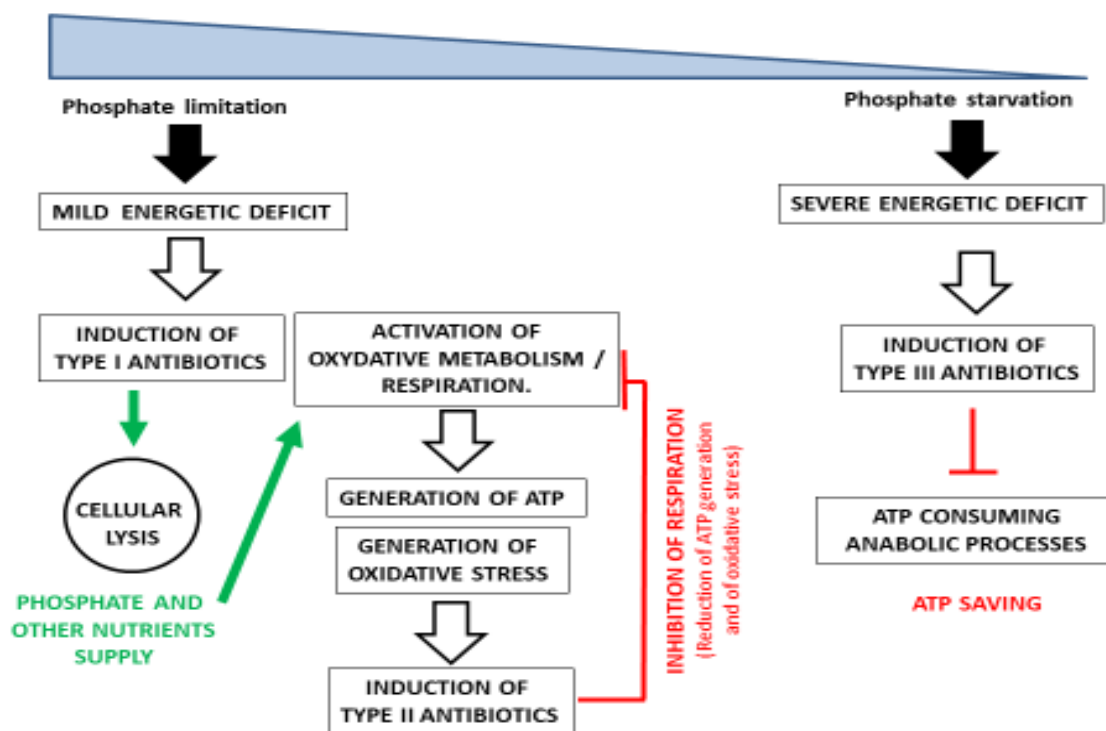 Phosphate limitation
Phosphate starvation
MILD ENERGETIC DEFICIT
SEVERE ENERGETIC DEFICIT
INDUCTION OF
TYPE I ANTIBIOTICS
ACTIVATION OF
OXYDATIVE METABOLISM /
RESPIRATION.
INDUCTION OF
TYPE III ANTIBIOTICS
CELLULAR
LYSIS
GENERATION OF ATP
GENERATION OF
OXIDATIVE STRESS
INHIBITION OF RESPIRATION
(Reduction of ATP generation
and of oxidative stress)
ATP CONSUMING
ANABOLIC PROCESSES
PHOSPHATE AND
OTHER NUTRIENTS
SUPPLY
ATP SAVING
INDUCTION OF
TYPE II ANTIBIOTICS